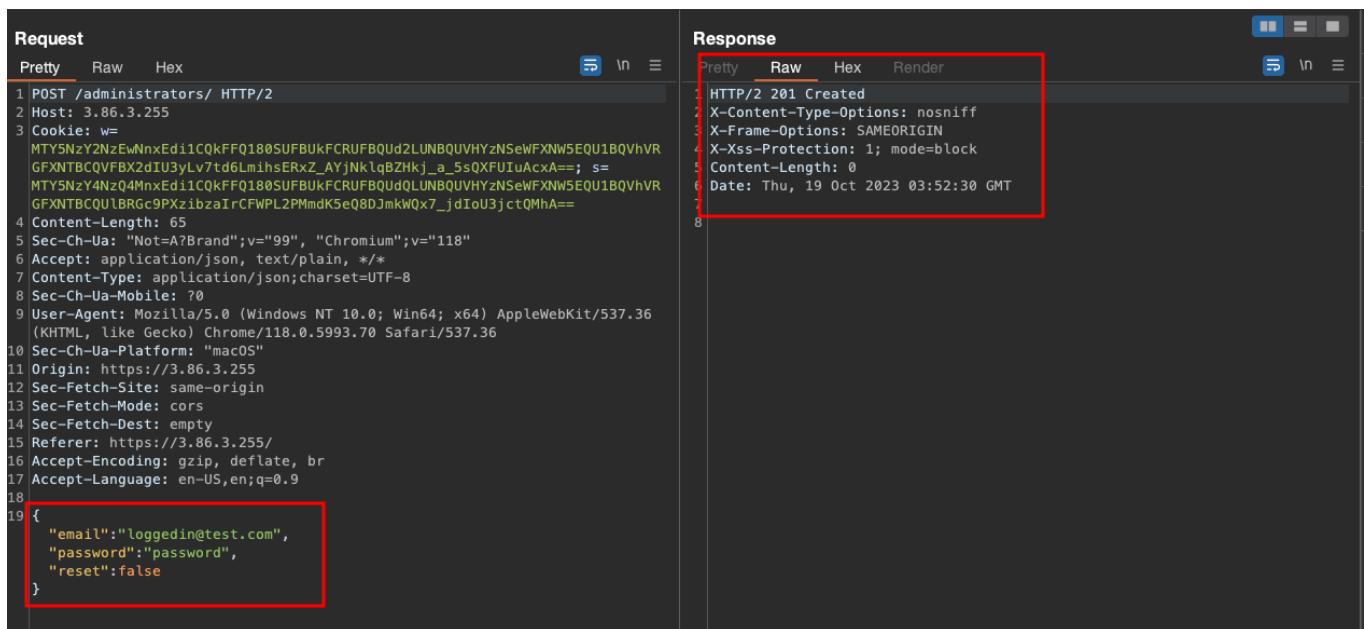 Request
Pretty Raw Hex \n
1 POST /administrators/ HTTP/2
2 Host: 3.86.3.255
3 Cookie: w=
MTY5NzY2NzEwNnxEdi1CQkFFQ180SUFBUkFCRUFBQUd2LUNBQUVHYzNSeWFXNW5EQU1BQVhVR
GFXNTBCQVFBX2dIU3yLv7td6LmihsERxZ_AYjNklqBZHkj_a_5sQXFUIuAcxA==; s=
MTY5NzY4NzQ4MnxEdi1CQkFFQ180SUFBUkFCRUFBQUdQLUNBQUVHYzNSeWFXNW5EQU1BQVhVR
GFXNTBCQUlBRGc9PXzibzaIrCFWPL2PMmdK5eQ8DJmkWQx7_jdIoU3jctQMhA==
4 Content-Length: 65
5 Sec-Ch-Ua: "Not=A?Brand";v="99", "Chromium";v="118"
6 Accept: application/json, text/plain, */*
7 Content-Type: application/json;charset=UTF-8
8 Sec-Ch-Ua-Mobile: ?0
9 User-Agent: Mozilla/5.0 (Windows NT 10.0; Win64; x64) AppleWebKit/537.36
(KHTML, like Gecko) Chrome/118.0.5993.70 Safari/537.36
10 Sec-Ch-Ua-Platform: "macOS"
11 Origin: https://3.86.3.255
12 Sec-Fetch-Site: same-origin
13 Sec-Fetch-Mode: cors
14 Sec-Fetch-Dest: empty
15 Referer: https://3.86.3.255/
16 Accept-Encoding: gzip, deflate, br
17 Accept-Language: en-US,en;q=0.9
18
19 {
"email":"loggedin@test.com",
"password":"password",
"reset":false
}
Response
Pretty Raw Hex Render \n
1 HTTP/2 201 Created
2 X-Content-Type-Options: nosniff
3 X-Frame-Options: SAMEORIGIN
4 X-Xss-Protection: 1; mode=block
5 Content-Length: 0
6 Date: Thu, 19 Oct 2023 03:52:30 GMT
7
8